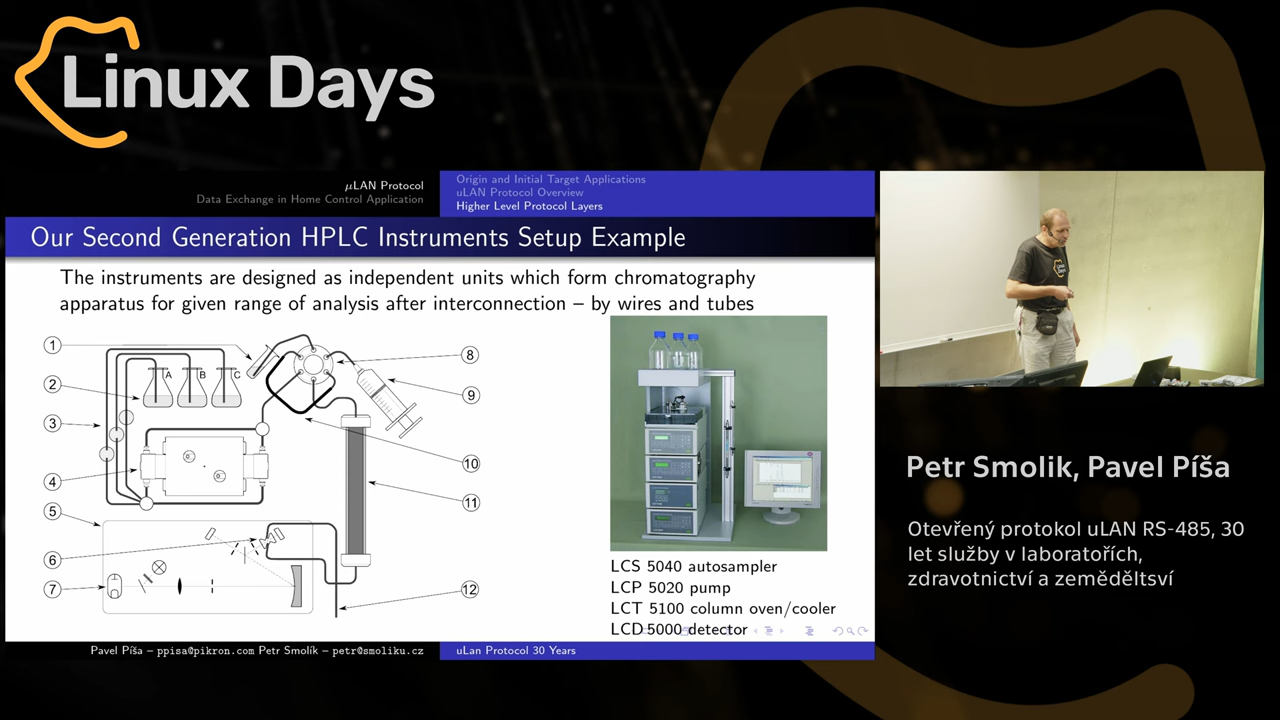 Linux Days
μLAN Protocol
Data Exchange in Home Control Application
Origin and Initial Target Applications
uLAN Protocol Overview
Higher Level Protocol Layers
Our Second Generation HPLC Instruments Setup Example
The instruments are designed as independent units which form chromatography
apparatus for given range of analysis after interconnection – by wires and tubes
1
2
3
4
5
6
7
A B C
8
9
10
11
12
LCS 5040 autosampler
LCP 5020 pump
LCT 5100 column oven/cooler
LCD 5000 detector
Pavel Píša – ppisa@pikron.com Petr Smolík – petr@smoliku.cz
uLan Protocol 30 Years
Linux
Days
Petr Smolik, Pavel Píša
Otevřený protokol uLAN RS-485, 30
let služby v laboratořích,
zdravotnictví a zeměděltsví